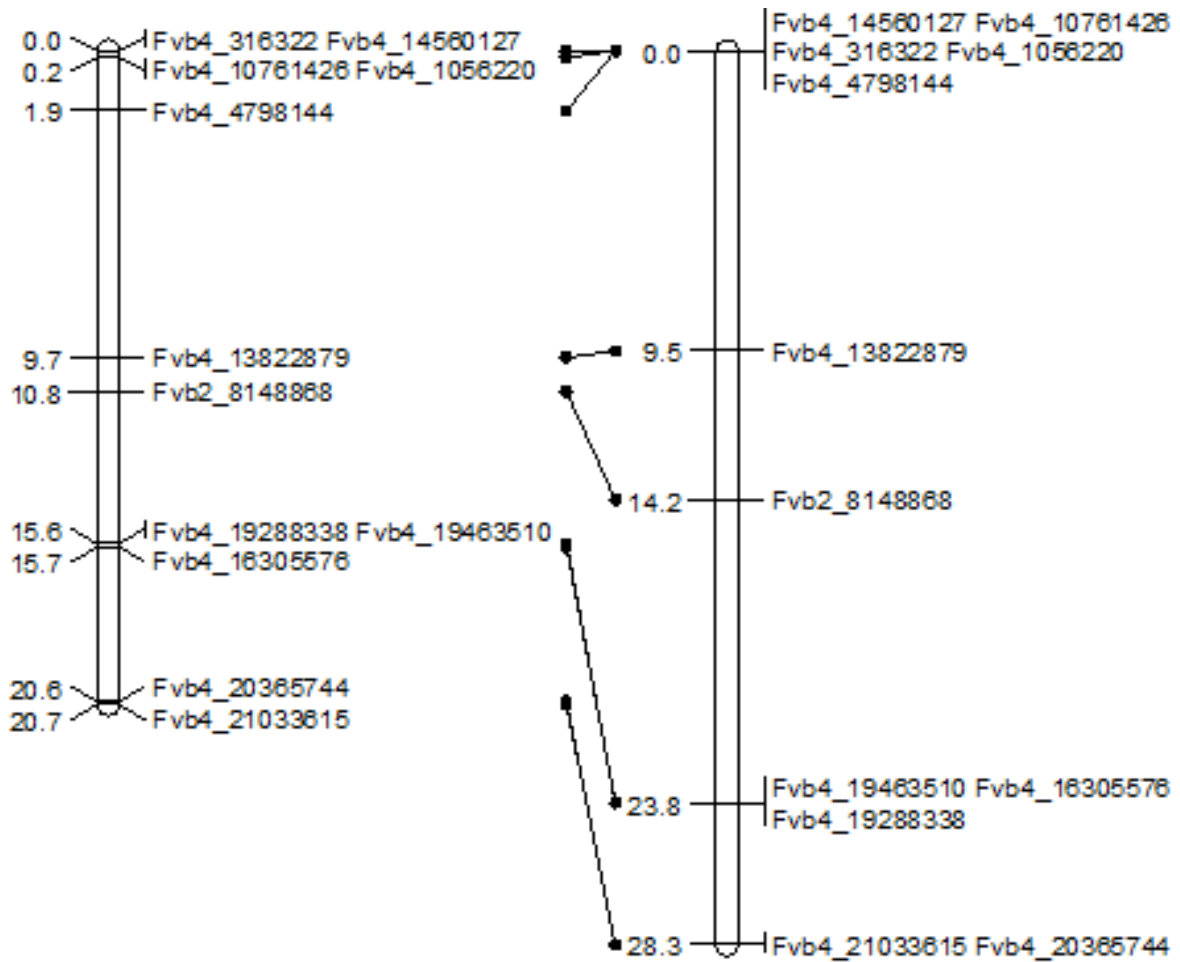 0.0 Fvb4_316322 Fvb4_14560127
0.2 Fvb4_10761426 Fvb4_1056220
1.9 Fvb4_4798144
9.7 Fvb4_13822879
10.8 Fvb2_8148868
15.6 Fvb4_19288338 Fvb4_19463510
15.7 Fvb4_16305576
20.6 Fvb4_20365744
20.7 Fvb4_21033615
Fvb4_14560127 Fvb4_10761426
0.0 Fvb4_316322 Fvb4_1056220
Fvb4_4798144
9.5 Fvb4_13822879
14.2 Fvb2_8148868
23.8 Fvb4_19463510 Fvb4_16305576
Fvb4_19288338
28.3 Fvb4_21033615 Fvb4_20365744